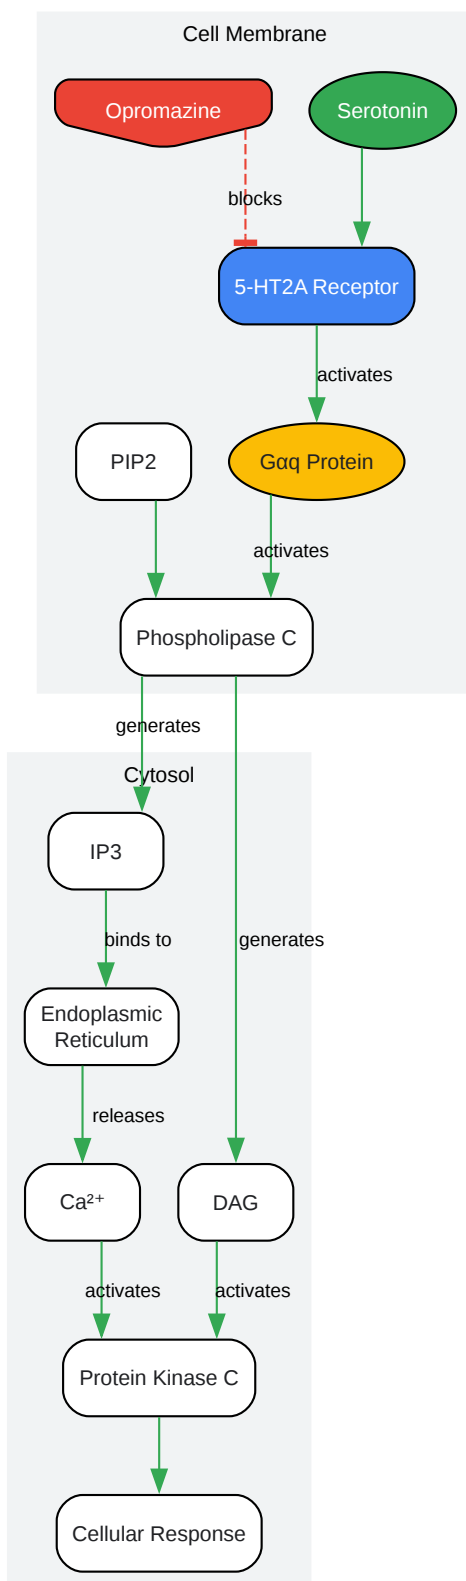 Cell Membrane
Opromazine
Serotonin
blocks
5-HT2A Receptor
activates
PIP2
Gαq Protein
activates
Phospholipase C
generates
Cytosol
IP3
binds to
generates
Endoplasmic
Reticulum
releases
Ca²⁺
DAG
activates
activates
Protein Kinase C
Cellular Response